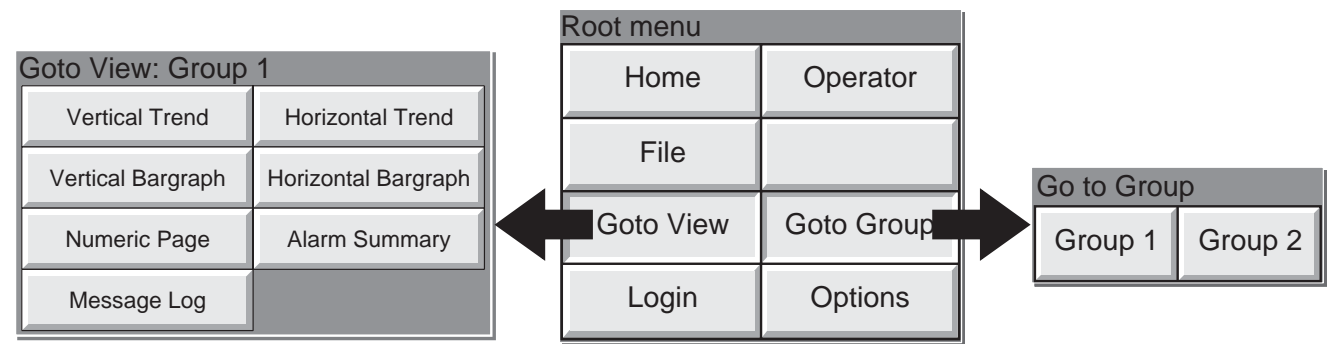 Goto View: Group 1
Vertical Trend
Horizontal Trend
Vertical Bargraph
Horizontal Bargraph
Numeric Page
Alarm Summary
Message Log
Root menu
Home
Operator
File
Goto View
Goto Group
Login
Options
Go to Group
Group 1
Group 2